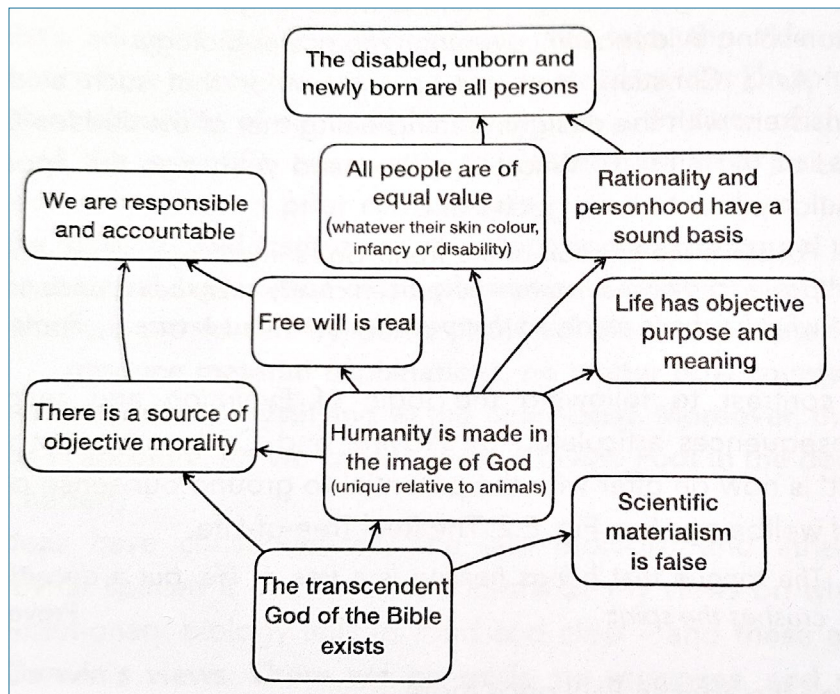 The disabled, unborn and
newly born are all persons
All people are of
equal value
(whatever their skin colour,
infancy or disability)
Rationality and
personhood have a
sound basis
We are responsible
and accountable
Free will is real
Life has objective
purpose and
meaning
There is a source of
objective morality
Humanity is made in
the image of God
(unique relative to animals)
Scientific
materialism
is false
The transcendent
God of the Bible
exists